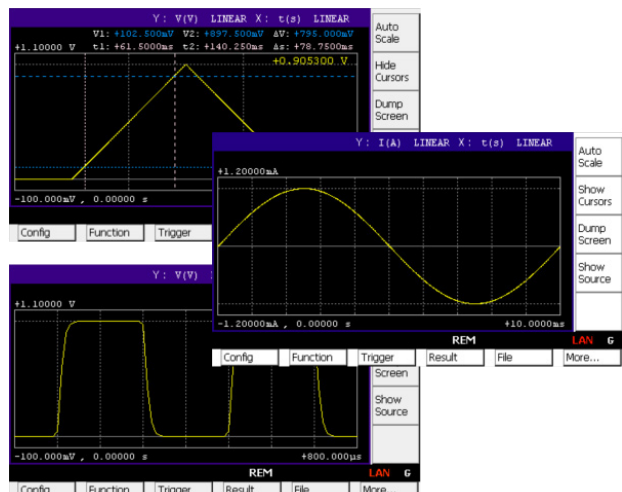 Y: V(V) LINEAR X: t(s) LINEAR
V1: +102.500mV V2: +897.500mV ΔV: +795.000mV
+1.10000 V t1: +61.5000ms t2: +140.250ms Δs: +78.7500ms
+0.905300 V
-100.000mV , 0.00000 s
Auto Scale
Hide Cursors
Dump Screen
Config Function Trigger
Y: I(A) LINEAR X: t(s) LINEAR
+1.20000mA
-1.20000mA , 0.00000 s +10.0000ms
REM LAN G
Auto Scale
Show Cursors
Dump Screen
Show Source
Config Function Trigger Result File More...
Y: V(V)
+1.10000 V
-100.000mV , 0.00000 s +800.000µs
REM LAN G
Screen
Show Source
Config Function Trigger Result File More...